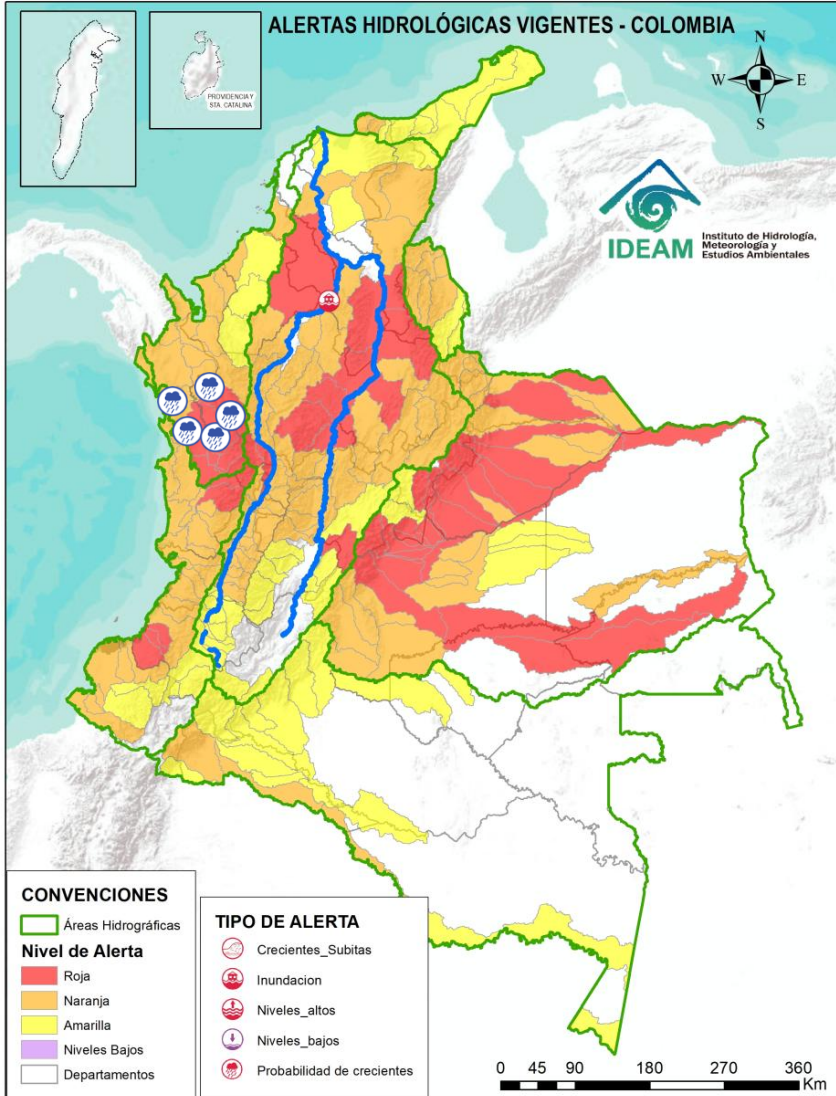 ALERTAS HIDROLÓGICAS VIGENTES - COLOMBIA
PROVIDENCIA Y
STA. CATALINA
N
W
E
S
IDEAM
Instituto de Hidrología,
Meteorología y
Estudios Ambientales
CONVENCIONES
Áreas Hidrográficas
Nivel de Alerta
Roja
Naranja
Amarilla
Niveles Bajos
Departamentos
TIPO DE ALERTA
Crecientes_Subitas
Inundacion
Niveles_altos
Niveles_bajos
Probabilidad de crecientes
0 45 90 180 270 360
Km